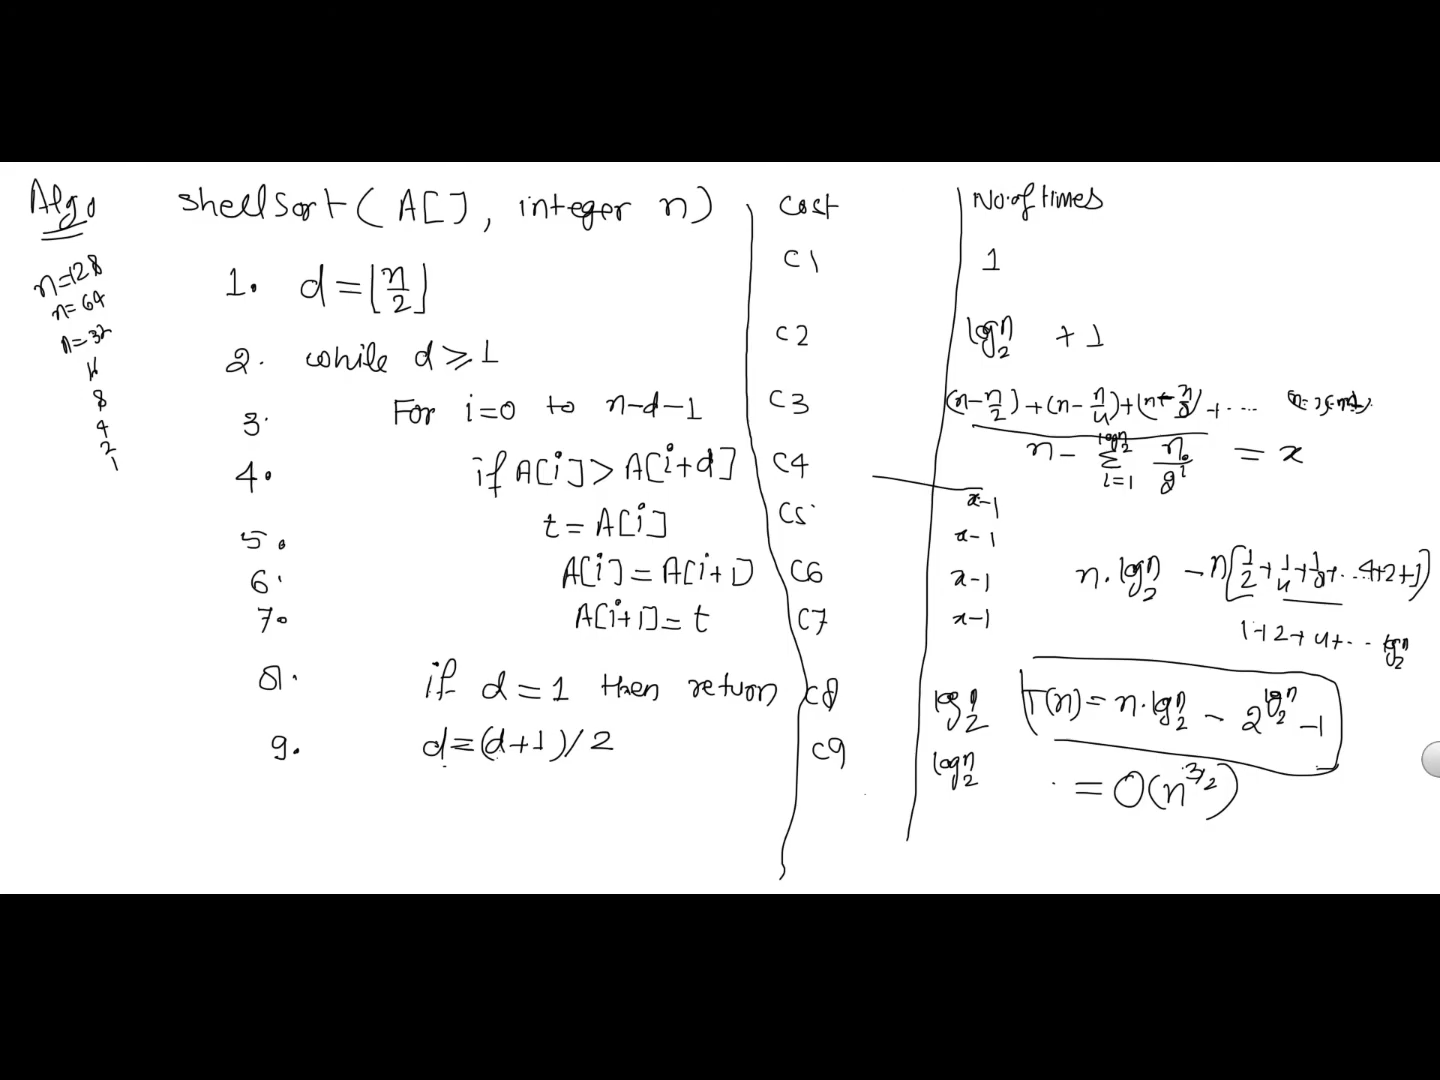 Algo shellSort( A[], integer n) Cost No.of times
n=128
n=64
n=32
8
4
2
1
1. d=⌊n/2⌋ C1 1
2. while d≥1 C2 log₂n + 1
3. For i=0 to n-d-1 C3 (n-n/2)+(n-n/4)+(n-n/8)+....
n- Σ i=1 log₂n n/2^i = x
4. if A[i]>A[i+d] C4 x-1
5. t=A[i] C5 x-1
6. A[i]=A[i+1] C6 x-1
7. A[i+1]=t C7 x-1
n.log₂n -n[1/2+1/4+1/8+...4+2+1]
1+2+4+... log₂n
8. if d=1 then return C8 log₂n
9. d=(d+1)/2 C9 log₂n
T(n)=n.log₂n - 2^log₂n -1
= O(n^3/2)